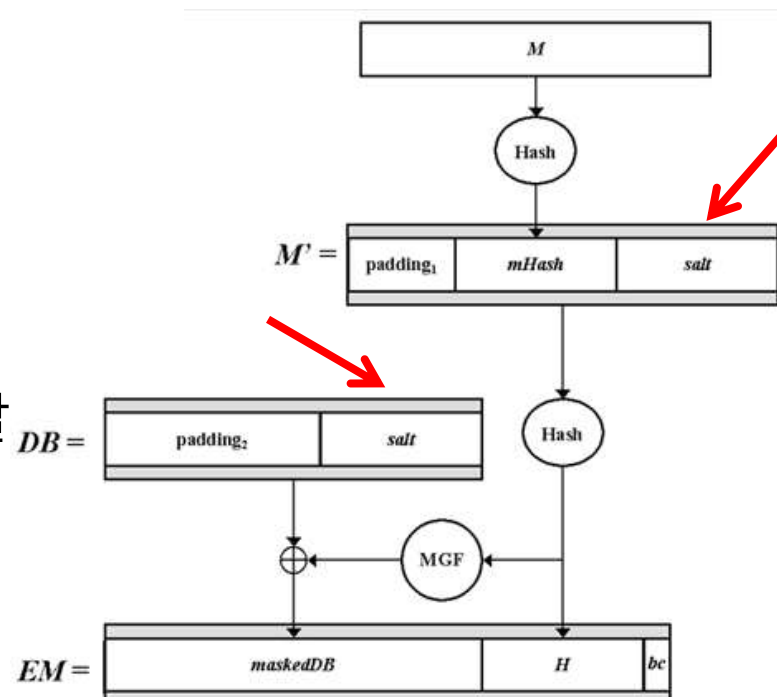 M
Hash
M’ = padding₁ mHash salt
DB = padding₂ salt
Hash
MGF
EM = maskedDB H bc